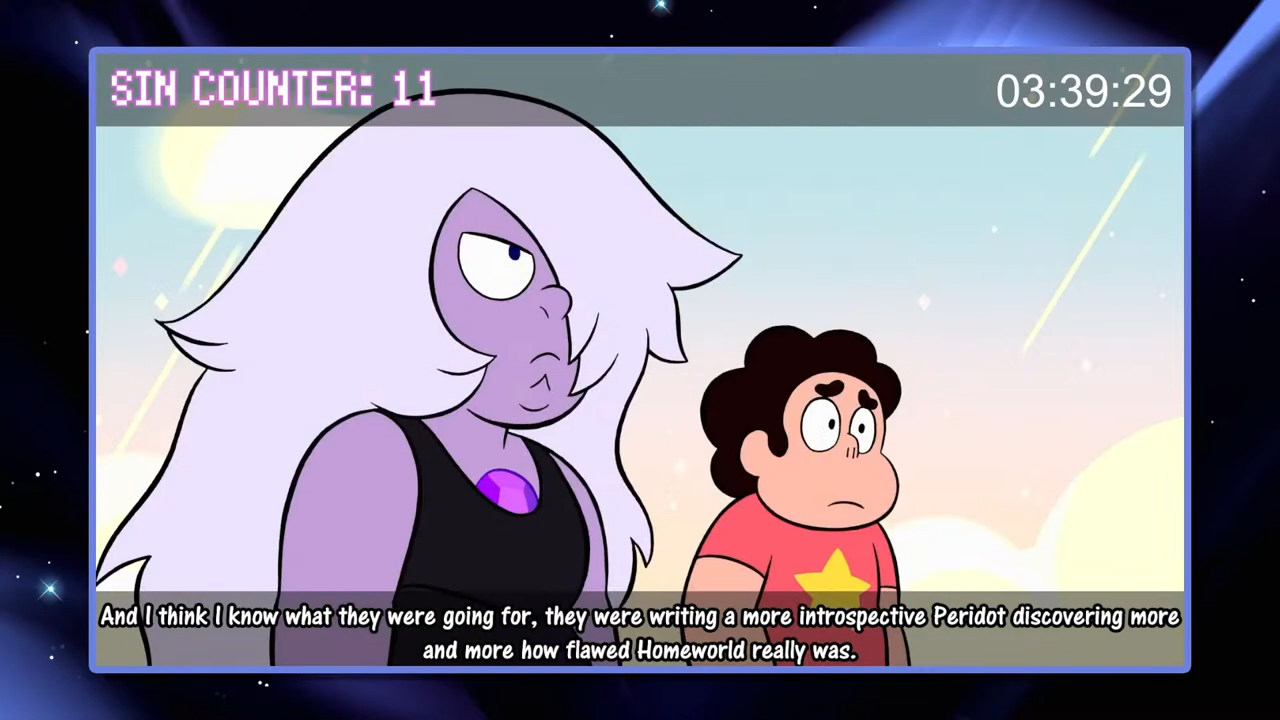 SIN COUNTER: 11
03:39:29
And I think I know what they were going for, they were writing a more introspective Peridot discovering more
and more how flawed Homeworld really was.